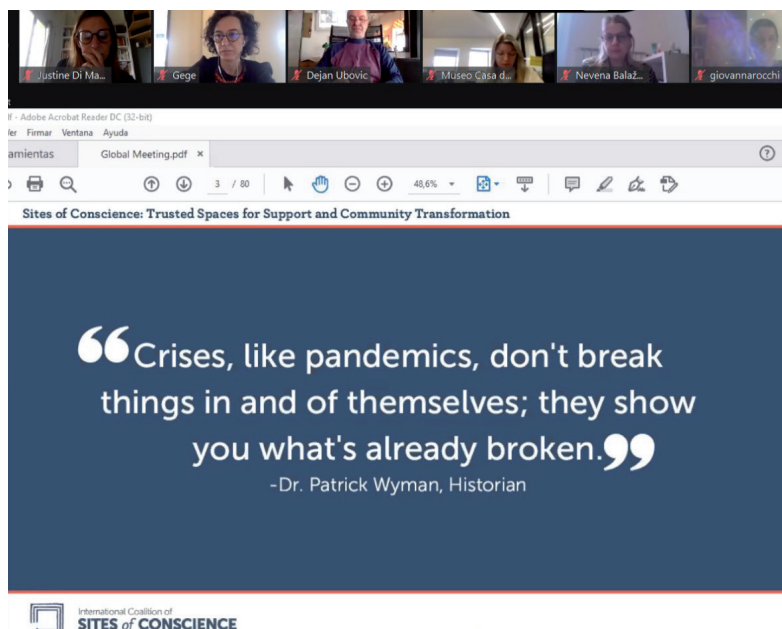 Justine Di Ma...
Gege
Dejan Ubovic
Museo Casa d...
Nevena Balaž...
giovannarocchi
- Adobe Acrobat Reader DC (32-bit)
Ver Firmar Ventana Ayuda
amientas
Global Meeting.pdf ×
3 / 80
48,6%
Sites of Conscience: Trusted Spaces for Support and Community Transformation
“Crises, like pandemics, don't break
things in and of themselves; they show
you what's already broken.”
-Dr. Patrick Wyman, Historian
International Coalition of
SITES of CONSCIENCE